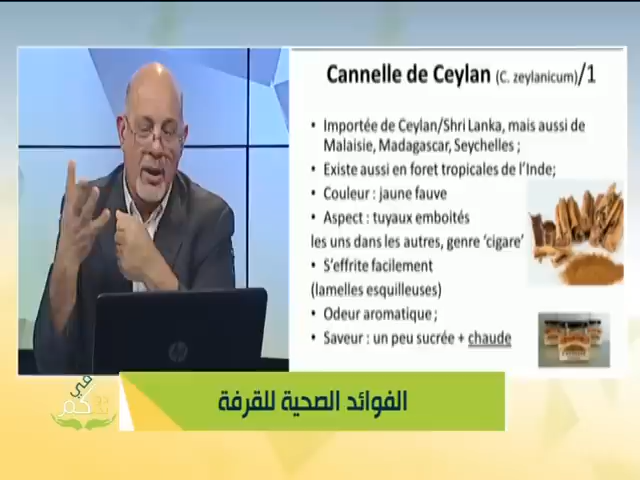 Cannelle de Ceylan (C. zeylanicum)/1
• Importée de Ceylan/Shri Lanka, mais aussi de
Malaisie, Madagascar, Seychelles ;
• Existe aussi en foret tropicales de l'Inde;
• Couleur : jaune fauve
• Aspect : tuyaux emboités
les uns dans les autres, genre 'cigare'
• S'effrite facilement
(lamelles esquilleuses)
• Odeur aromatique ;
• Saveur : un peu sucrée + chaude
hp
الفوائد الصحية للقرفة
في